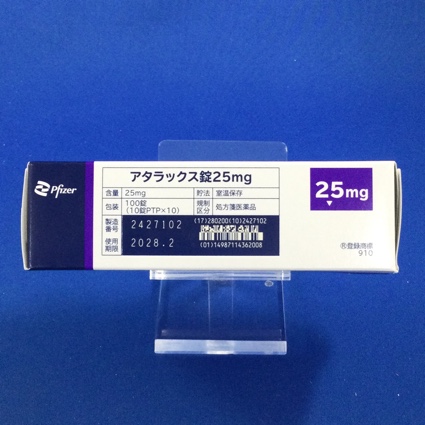 Pfizer
アタラックス錠25mg
含量 25mg 貯法 室温保存
包装 100錠 (10錠PTP×10) 規制区分 処方箋医薬品
製造番号 2427102
使用期限 2028.2
(17)280200(10)2427102
(01)14987114362008
25mg
®登録商標
910